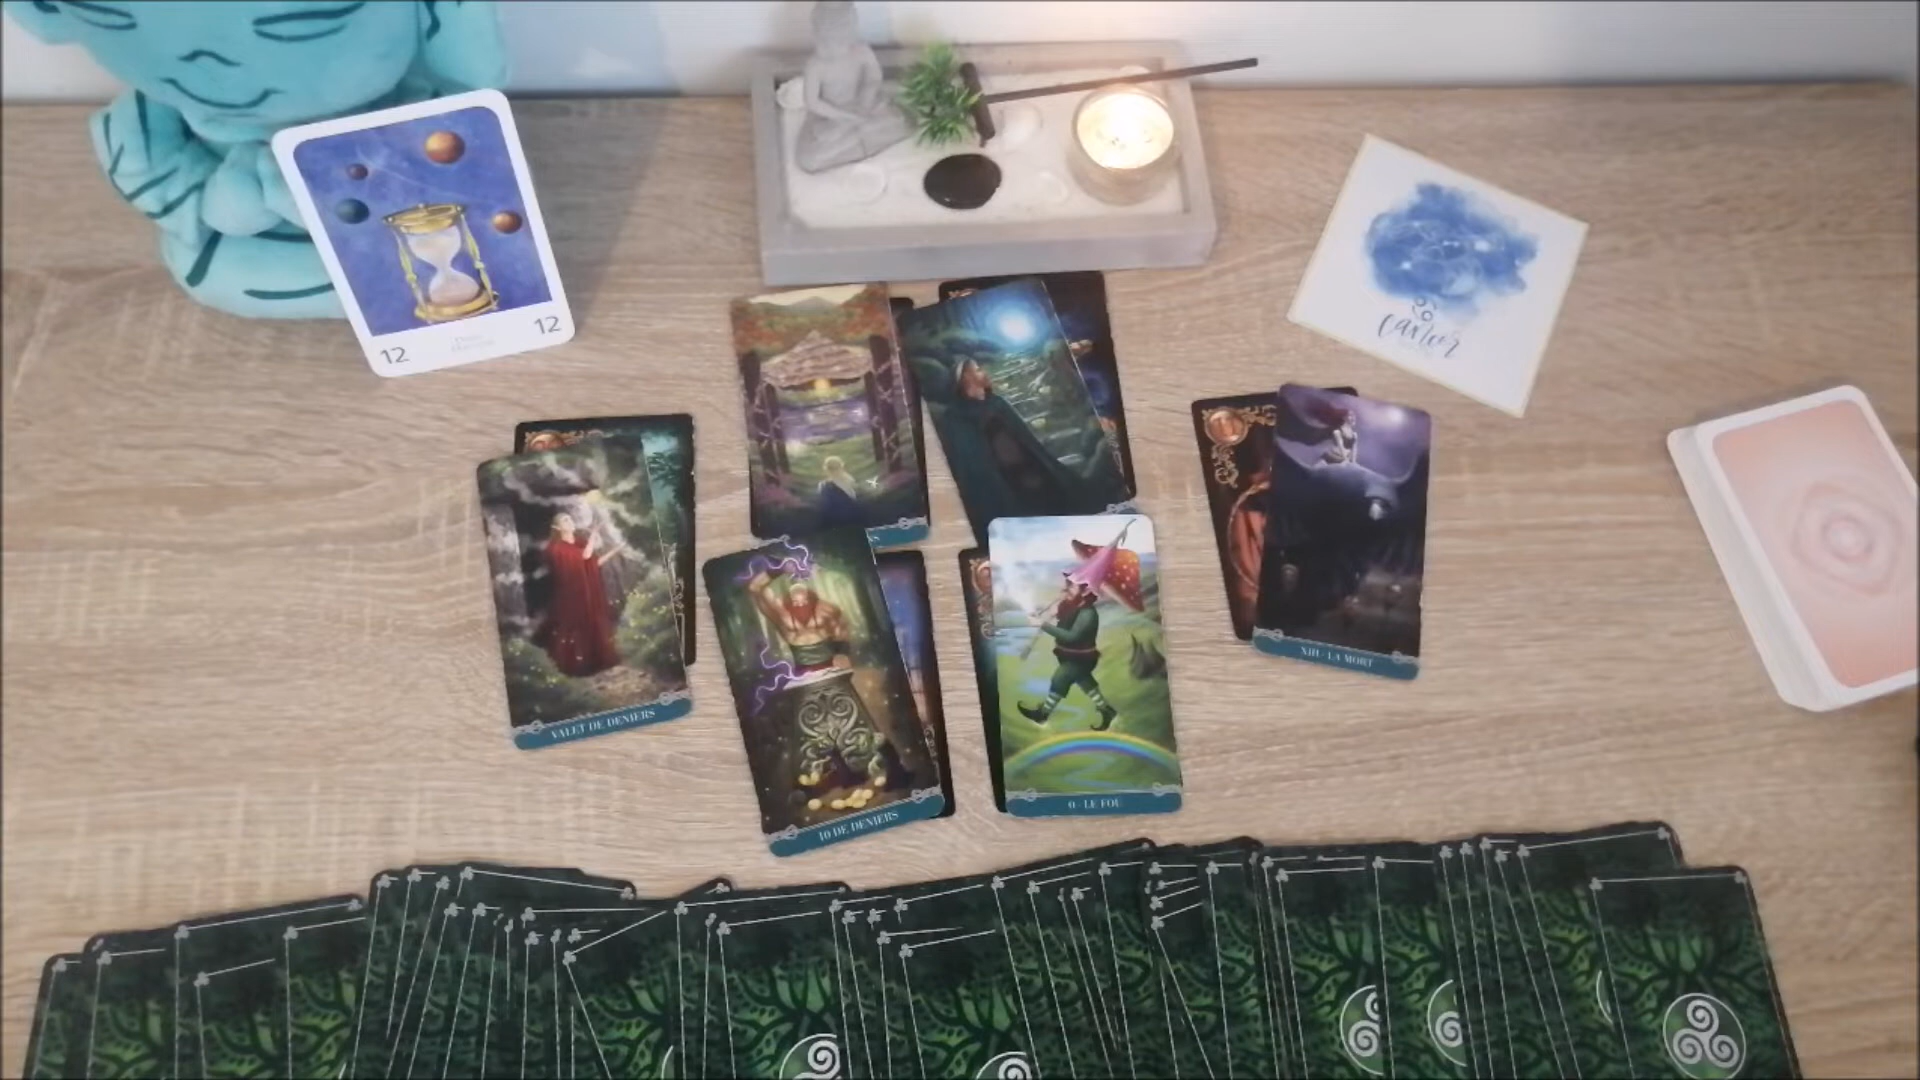 12
12
cancer
VALET DE DENIERS
10 DE DENIERS
0 - LE FOU
XIII - LA MORT